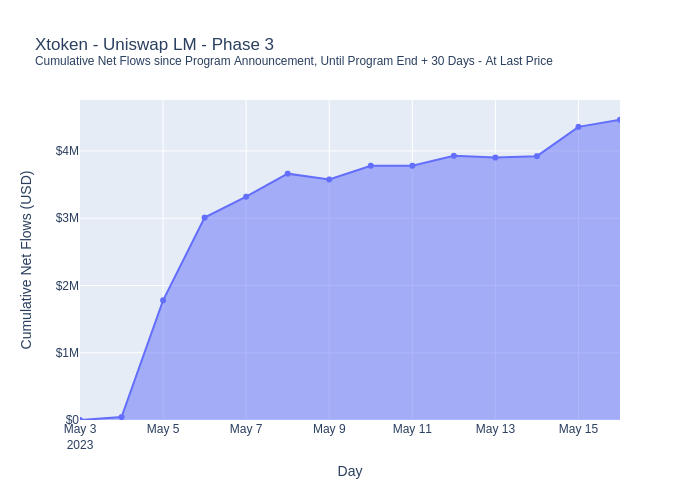 Xtoken - Uniswap LM - Phase 3
Cumulative Net Flows since Program Announcement, Until Program End + 30 Days - At Last Price
Cumulative Net Flows (USD)
$4M
$3M
$2M
$1M
$0
May 3
2023
May 5
May 7
May 9
May 11
May 13
May 15
Day